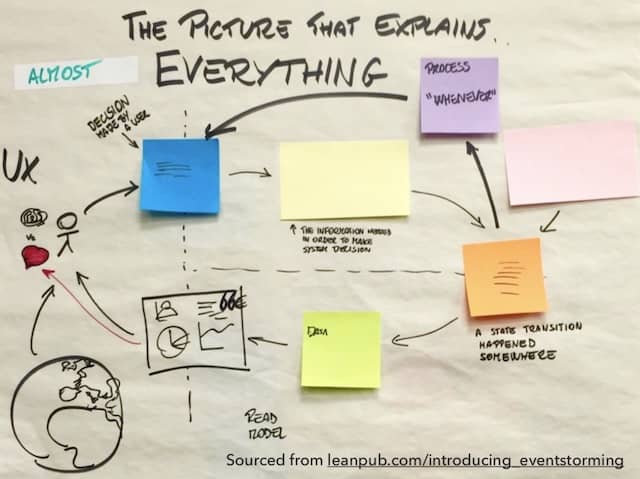 THE PICTURE THAT EXPLAINS.
ALMOST
EVERYTHING
PROCESS
"WHENEVER"
DECISION
MADE BY
A USER
UX
vs
THE INFORMATION NEEDED
IN ORDER TO MAKE
SYSTEM DECISION
66€
DATA
A STATE TRANSITION
HAPPENED
SOMEWHERE
READ
MODEL
Sourced from leanpub.com/introducing_eventstorming